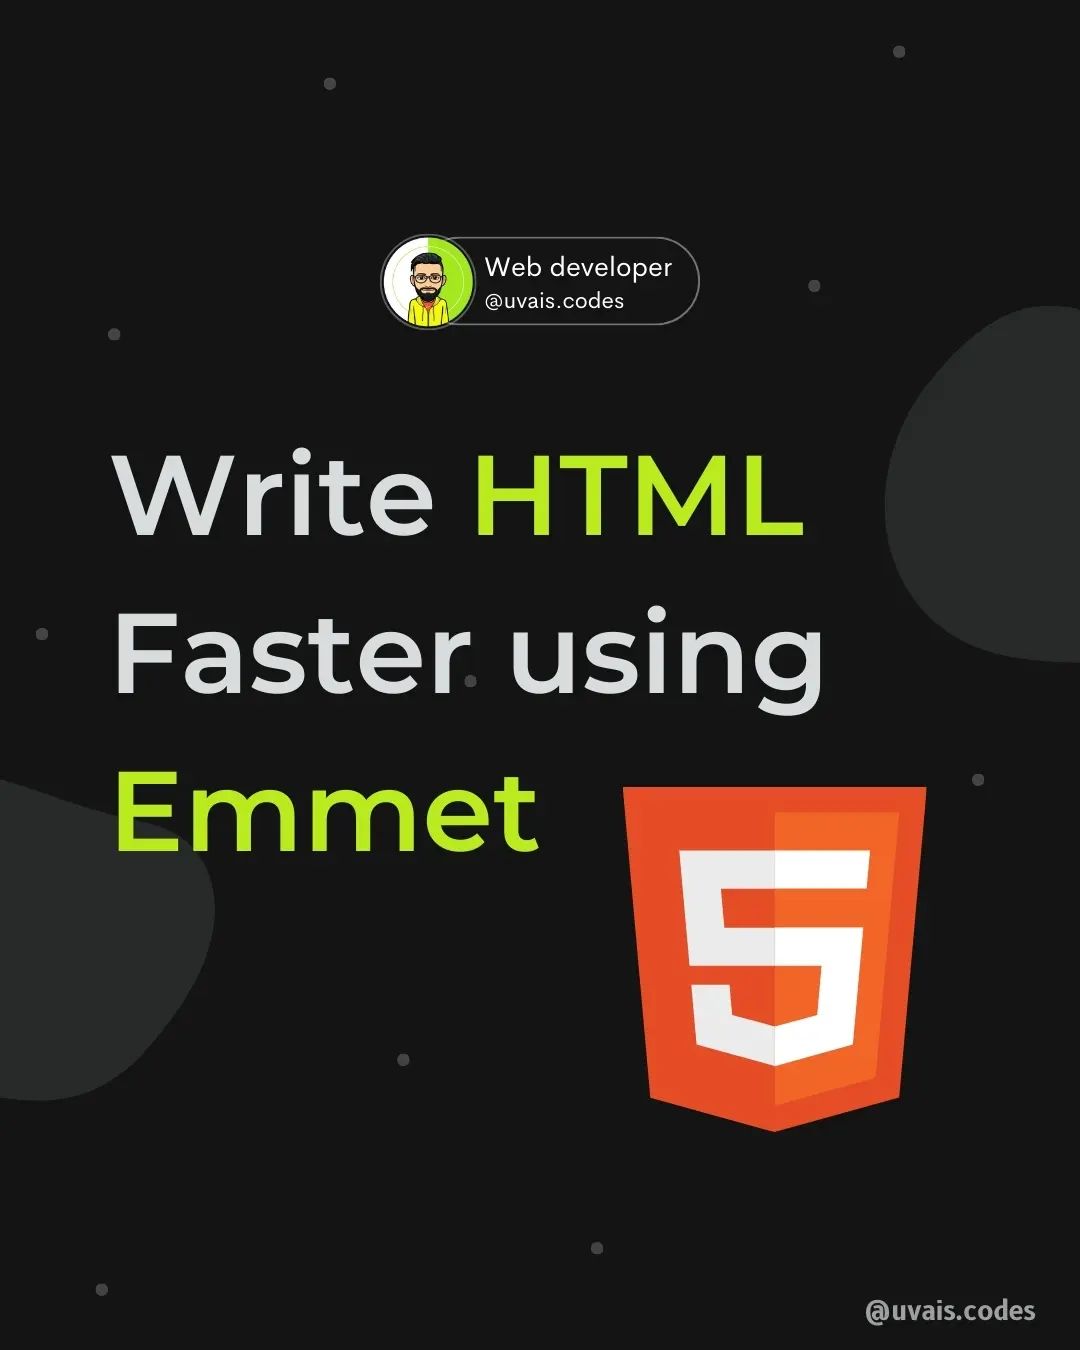 Web developer
@uvais.codes
Write HTML
Faster using
Emmet
5
@uvais.codes